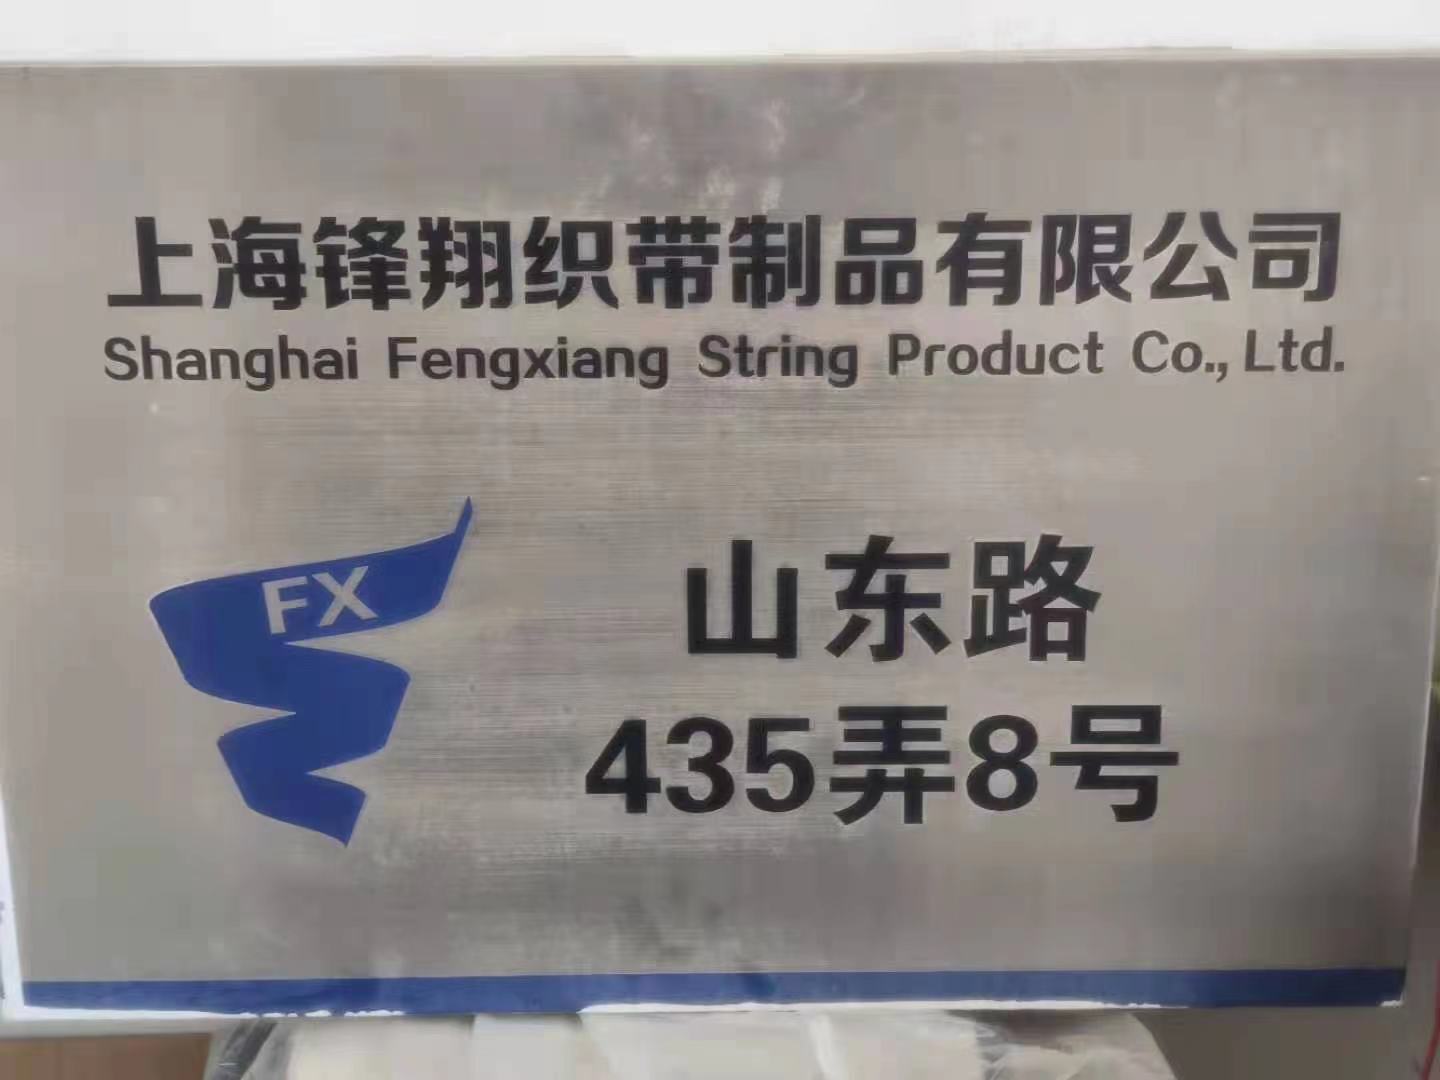 上海锋翔织带制品有限公司
Shanghai Fengxiang String Product Co., Ltd.
FX
山东路
435弄8号